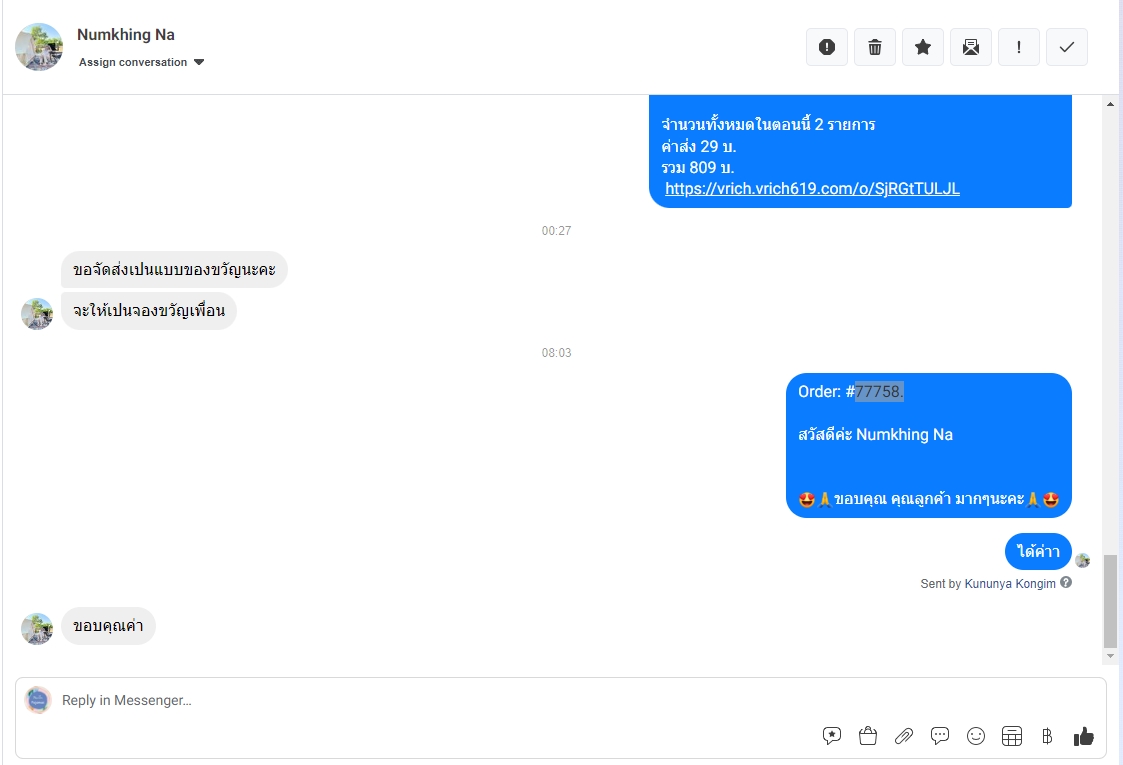 Numkhing Na
Assign conversation
จำนวนทั้งหมดในตอนนี้ 2 รายการ
ค่าส่ง 29 บ.
รวม 809 บ.
https://vrich.vrich619.com/o/SjRGtTULJL
00:27
ขอจัดส่งเปนแบบของขวัญนะคะ
จะให้เปนจองขวัญเพื่อน
08:03
Order: #77758.
สวัสดีค่ะ Numkhing Na
🤩🙏ขอบคุณ คุณลูกค้า มากๆนะคะ🙏🤩
ได้ค่าา
Sent by Kununya Kongim
ขอบคุณค่า
Reply in Messenger...